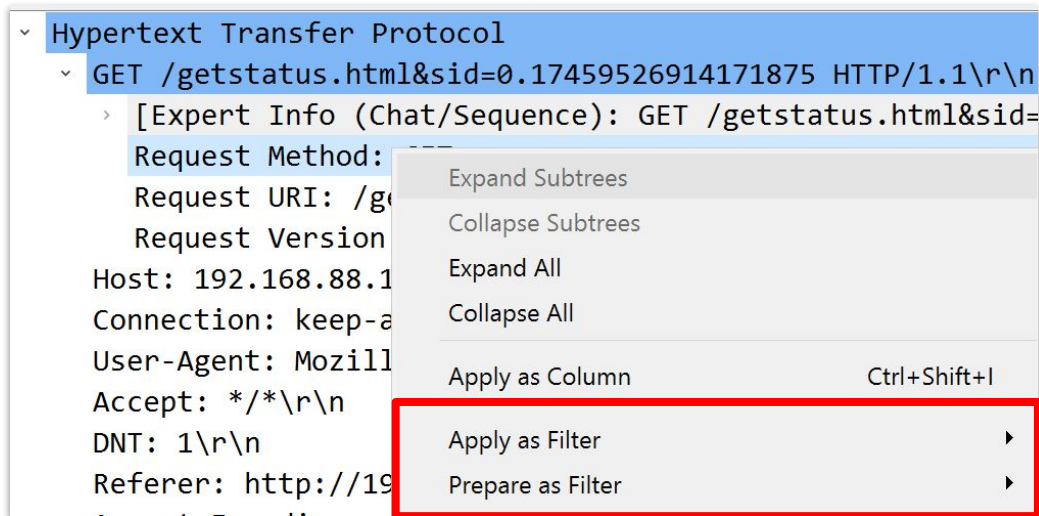 Hypertext Transfer Protocol
GET /getstatus.html&sid=0.17459526914171875 HTTP/1.1\r\n
[Expert Info (Chat/Sequence): GET /getstatus.html&sid=
Request Method:
Expand Subtrees
Request URI: /ge
Collapse Subtrees
Request Version
Expand All
Host: 192.168.88.1
Collapse All
Connection: keep-a
User-Agent: Mozill
Apply as Column Ctrl+Shift+I
Accept: */*\r\n
Apply as Filter
DNT: 1\r\n
Referer: http://19
Prepare as Filter